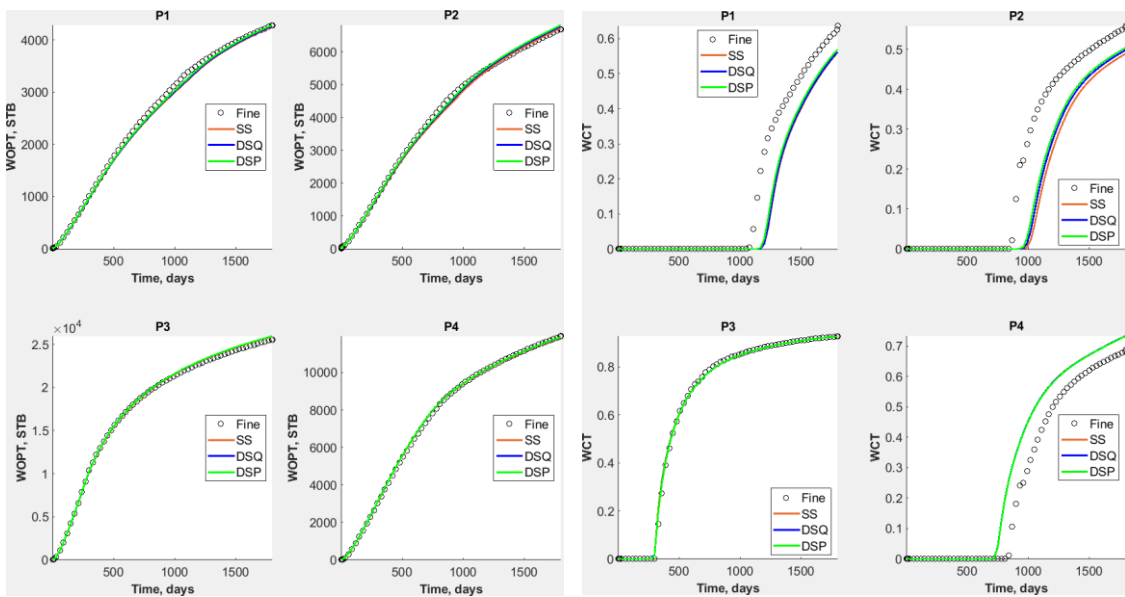 P1
4000
3000
2000
1000
0
WOPT, STB
Fine
SS
DSQ
DSP
500
1000
1500
Time, days
P2
6000
5000
4000
3000
2000
1000
0
WOPT, STB
Fine
SS
DSQ
DSP
500
1000
1500
Time, days
P1
0.6
0.5
0.4
0.3
0.2
0.1
0
WCT
Fine
SS
DSQ
DSP
500
1000
1500
Time, days
P2
0.5
0.4
0.3
0.2
0.1
0
WCT
Fine
SS
DSQ
DSP
500
1000
1500
Time, days
P3
× 10^4
2.5
2
1.5
1
0.5
0
WOPT, STB
Fine
SS
DSQ
DSP
500
1000
1500
Time, days
P4
10000
8000
6000
4000
2000
0
WOPT, STB
Fine
SS
DSQ
DSP
500
1000
1500
Time, days
P3
0.8
0.6
0.4
0.2
0
WCT
Fine
SS
DSQ
DSP
500
1000
1500
Time, days
P4
0.7
0.6
0.5
0.4
0.3
0.2
0.1
0
WCT
Fine
SS
DSQ
DSP
500
1000
1500
Time, days